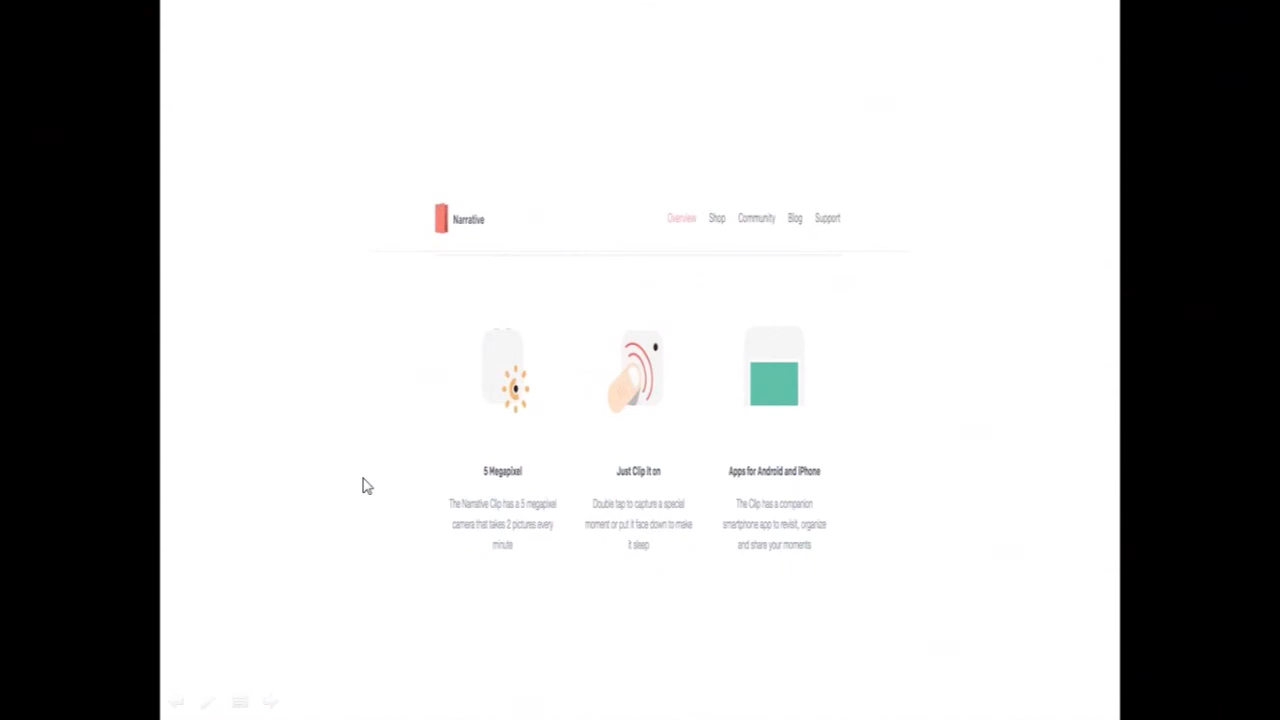 Narrative
Overview Shop Community Blog Support
5 Megapixel
The Narrative Clip has a 5 megapixel
camera that takes 2 pictures every
minute
Just Clip it on
Double tap to capture a special
moment or put it face down to make
it sleep
Apps for Android and iPhone
The Clip has a companion
smartphone app to revisit, organize
and share your moments